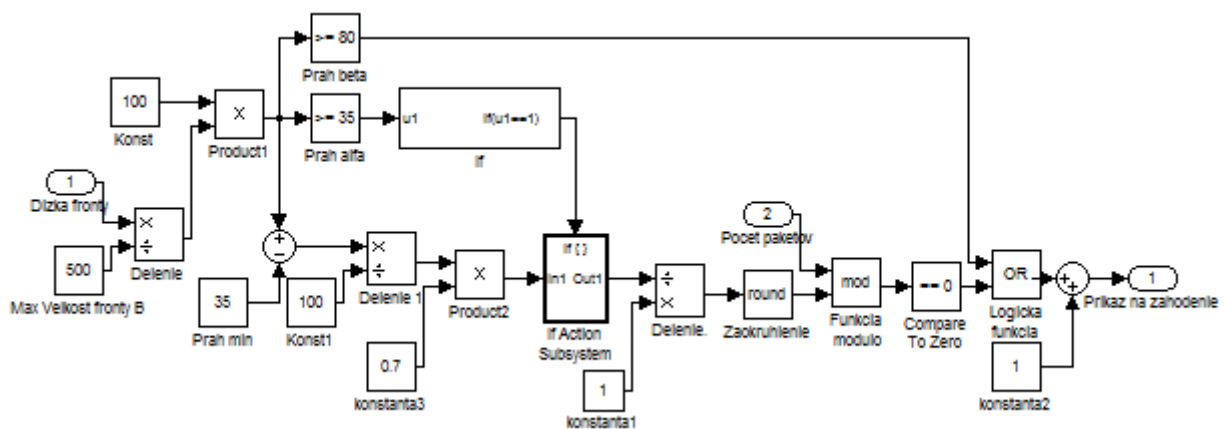 >= 80
Prah beta
100
Konst
×
Product1
>= 35
Prah alfa
u1
If(u1==1)
If
1
Dlzka fronty
×
÷
Delenie
500
Max Velkost fronty B
+
−
35
Prah min
×
÷
Delenie 1
100
Konst1
×
Product2
0.7
konstanta3
If { }
In1 Out1
If Action
Subsystem
÷
×
Delenie.
1
konstanta1
round
Zaokruhlenie
2
Pocet paketov
mod
Funkcia
modulo
== 0
Compare
To Zero
OR
Logicka
funkcia
+
+
1
Prikaz na zahodenie
1
konstanta2